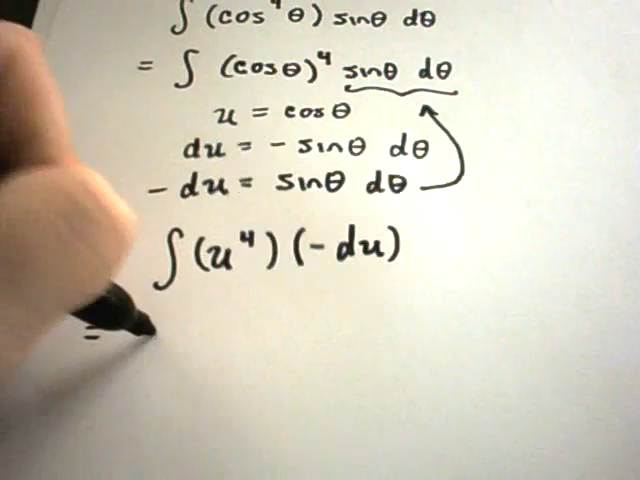 ∫ (cos⁴θ) sinθ dθ
= ∫ (cosθ)⁴ sinθ dθ
u = cosθ
du = - sinθ dθ
- du = sinθ dθ
∫ (u⁴) (- du)
=